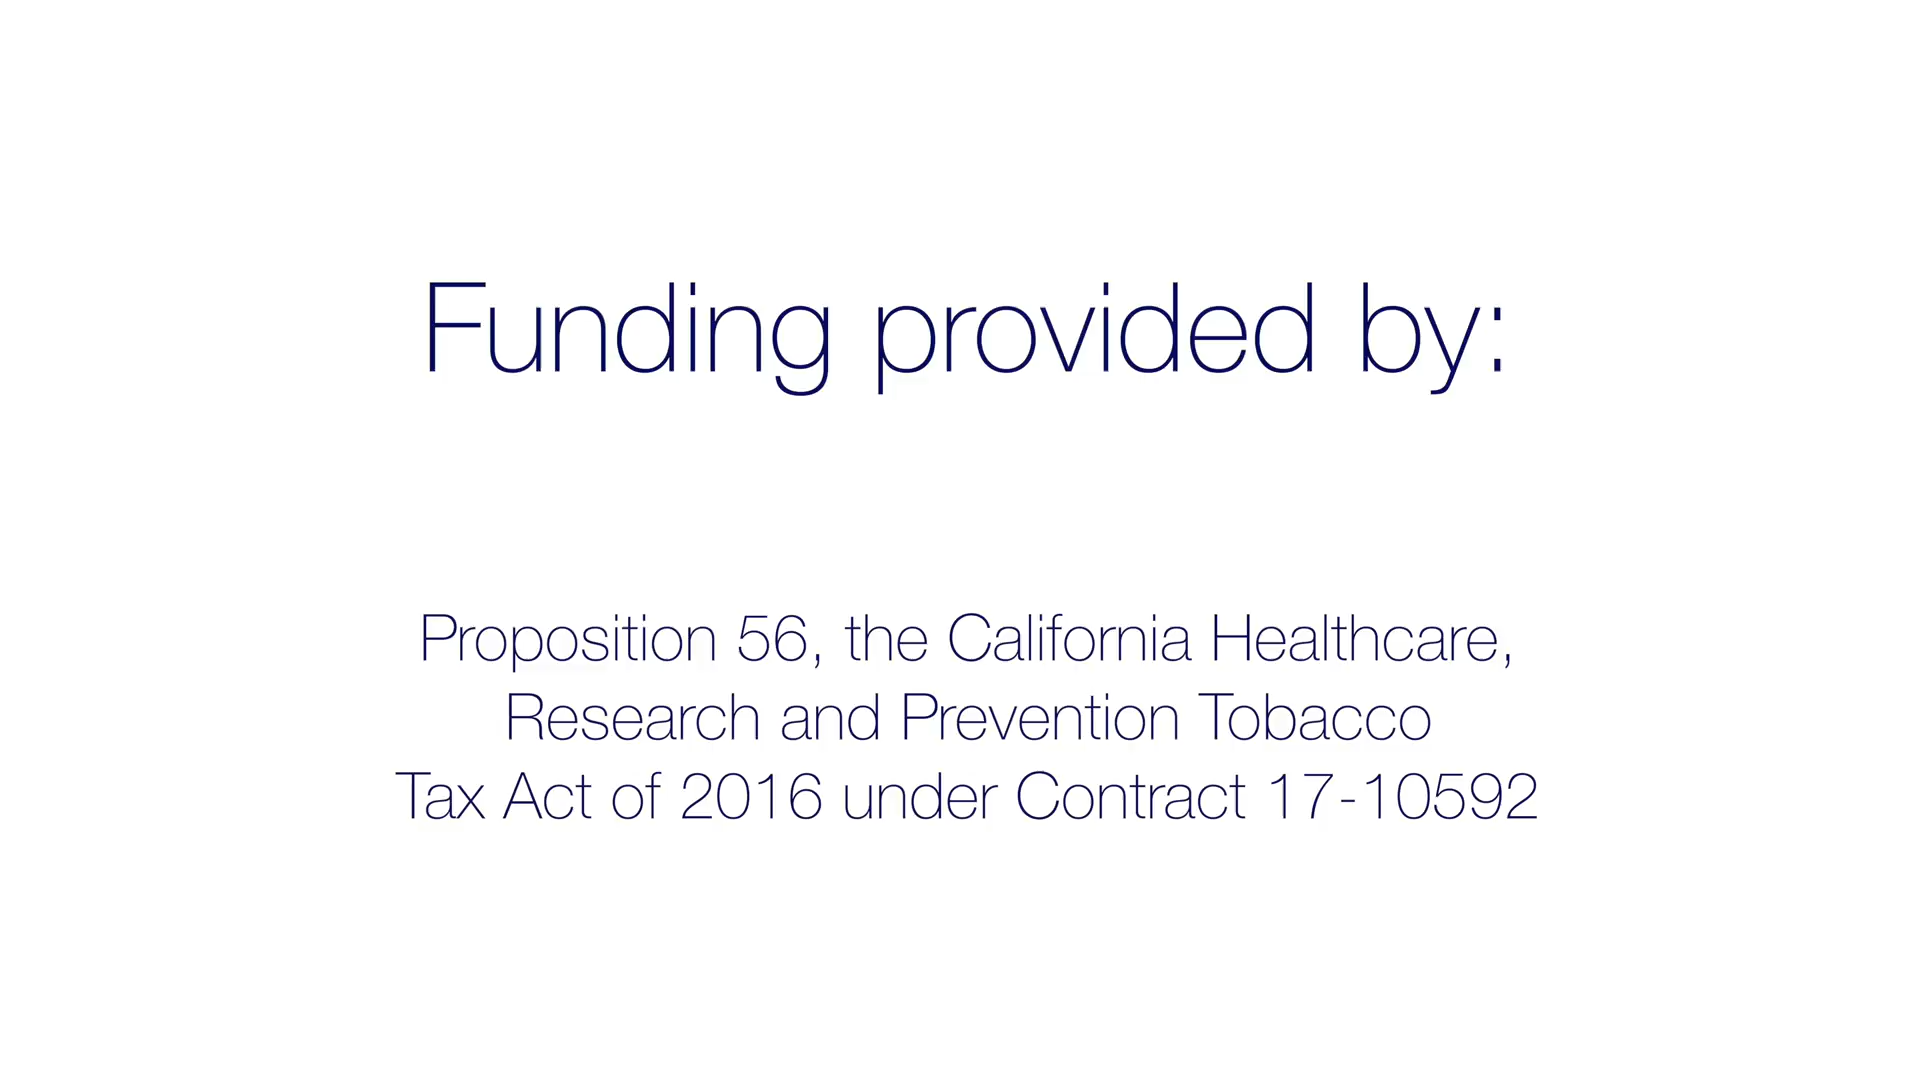 Funding provided by:
Proposition 56, the California Healthcare,
Research and Prevention Tobacco
Tax Act of 2016 under Contract 17-10592